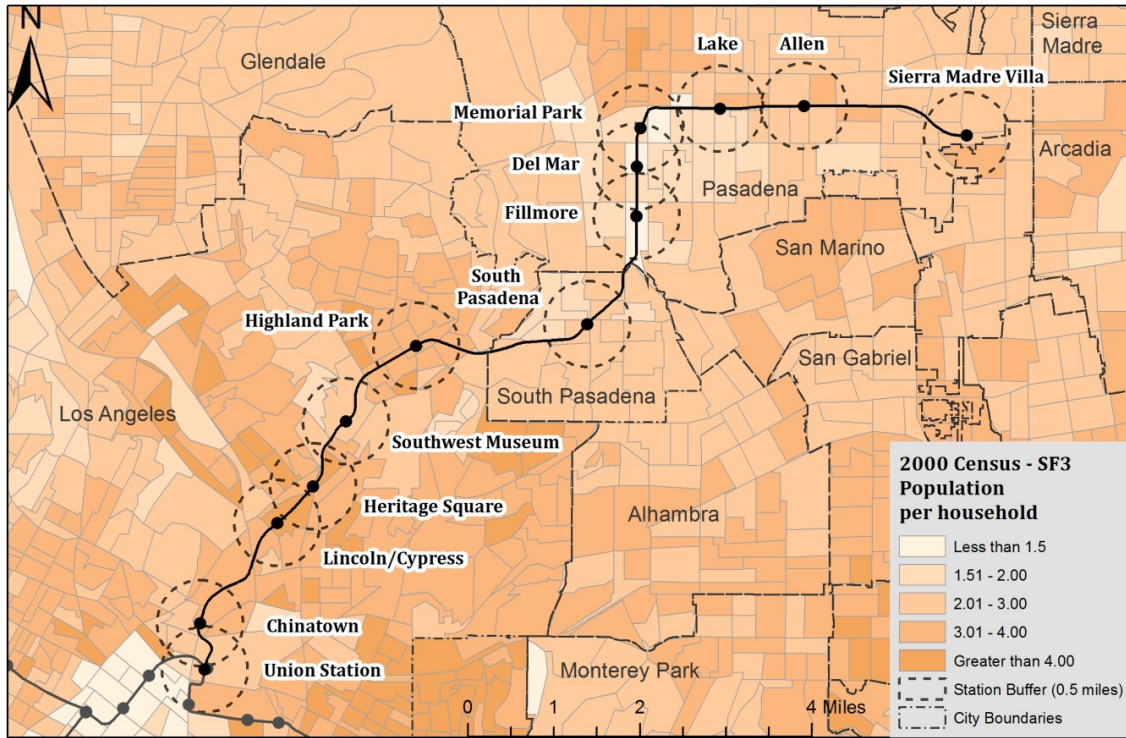 N
Glendale
Lake
Allen
Sierra
Madre
Sierra Madre Villa
Memorial Park
Arcadia
Del Mar
Pasadena
Fillmore
San Marino
South
Pasadena
Highland Park
San Gabriel
South Pasadena
Los Angeles
Southwest Museum
Heritage Square
Alhambra
Lincoln/Cypress
Chinatown
Union Station
Monterey Park
0 1 2 4 Miles
2000 Census - SF3
Population
per household
Less than 1.5
1.51 - 2.00
2.01 - 3.00
3.01 - 4.00
Greater than 4.00
Station Buffer (0.5 miles)
City Boundaries